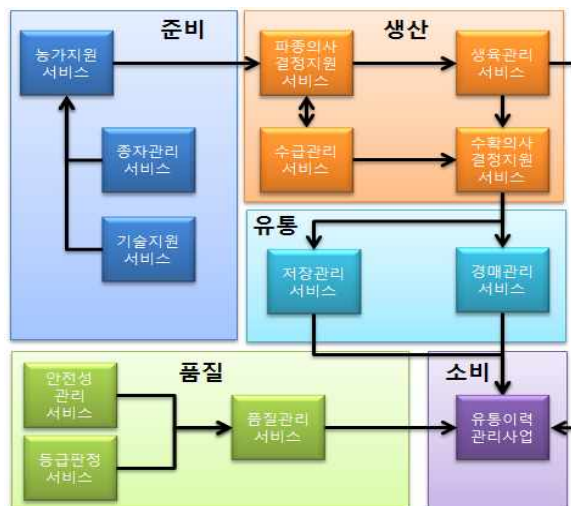 준비
농가지원
서비스
종자관리
서비스
기술지원
서비스
생산
파종의사
결정지원
서비스
생육관리
서비스
수급관리
서비스
수확의사
결정지원
서비스
유통
저장관리
서비스
경매관리
서비스
품질
안전성
관리
서비스
등급판정
서비스
품질관리
서비스
소비
유통이력
관리사업